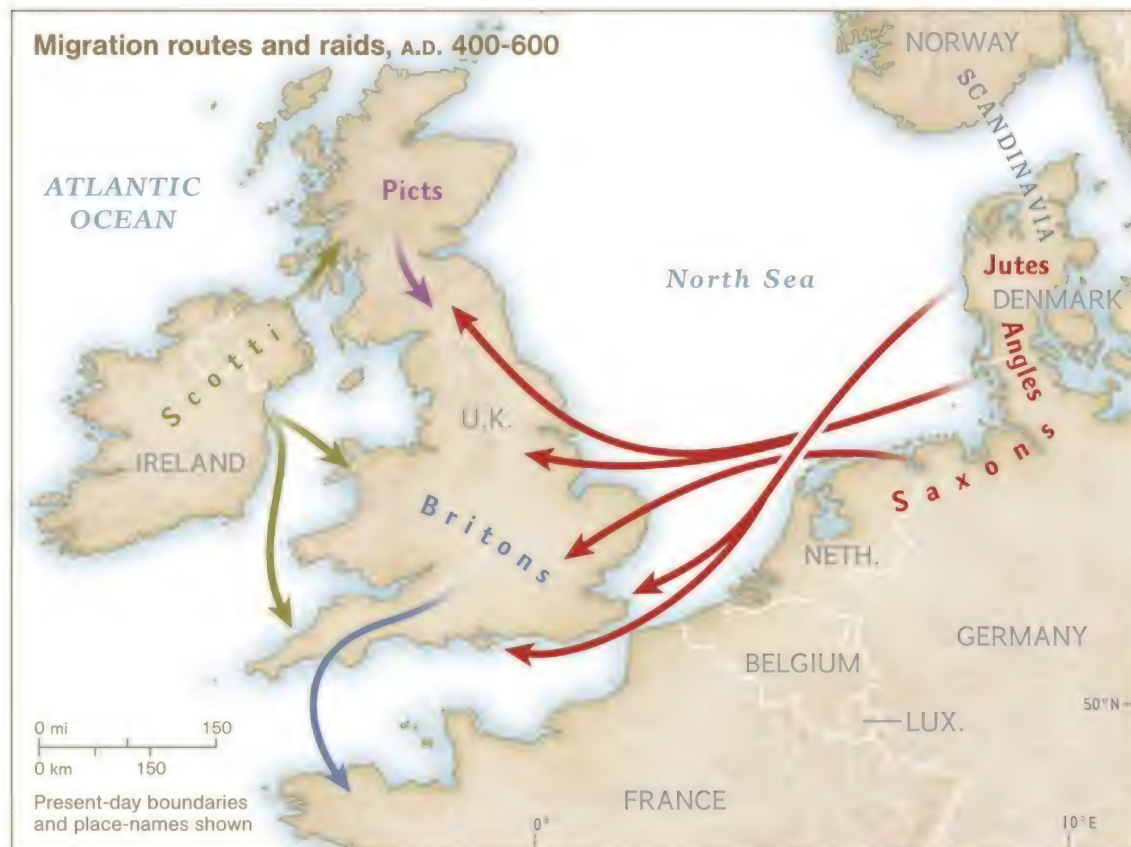 Migration routes and raids, A.D. 400-600
NORWAY
SCANDINAVIA
ATLANTIC
OCEAN
Picts
North Sea
Jutes
DENMARK
Angles
Scotti
U.K.
IRELAND
Saxons
Britons
NETH.
GERMANY
BELGIUM
50°N
LUX.
0 mi 150
0 km 150
FRANCE
Present-day boundaries
and place-names shown
0°
10°E